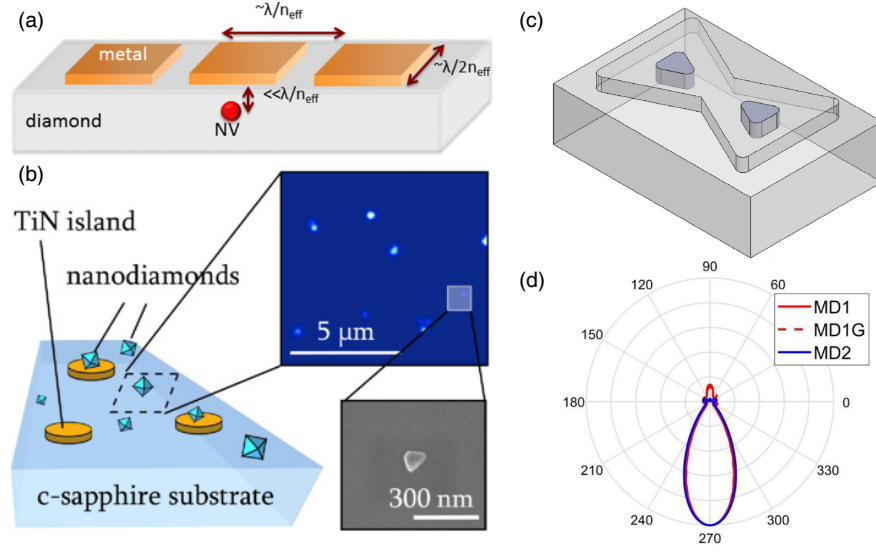 (a)
~λ/n_eff
metal
~λ/2n_eff
<<λ/n_eff
diamond
NV
(b)
TiN island
nanodiamonds
5 μm
300 nm
c-sapphire substrate
(c)
(d)
90
120
60
150
180
0
210
330
240
300
270
MD1
MD1G
MD2